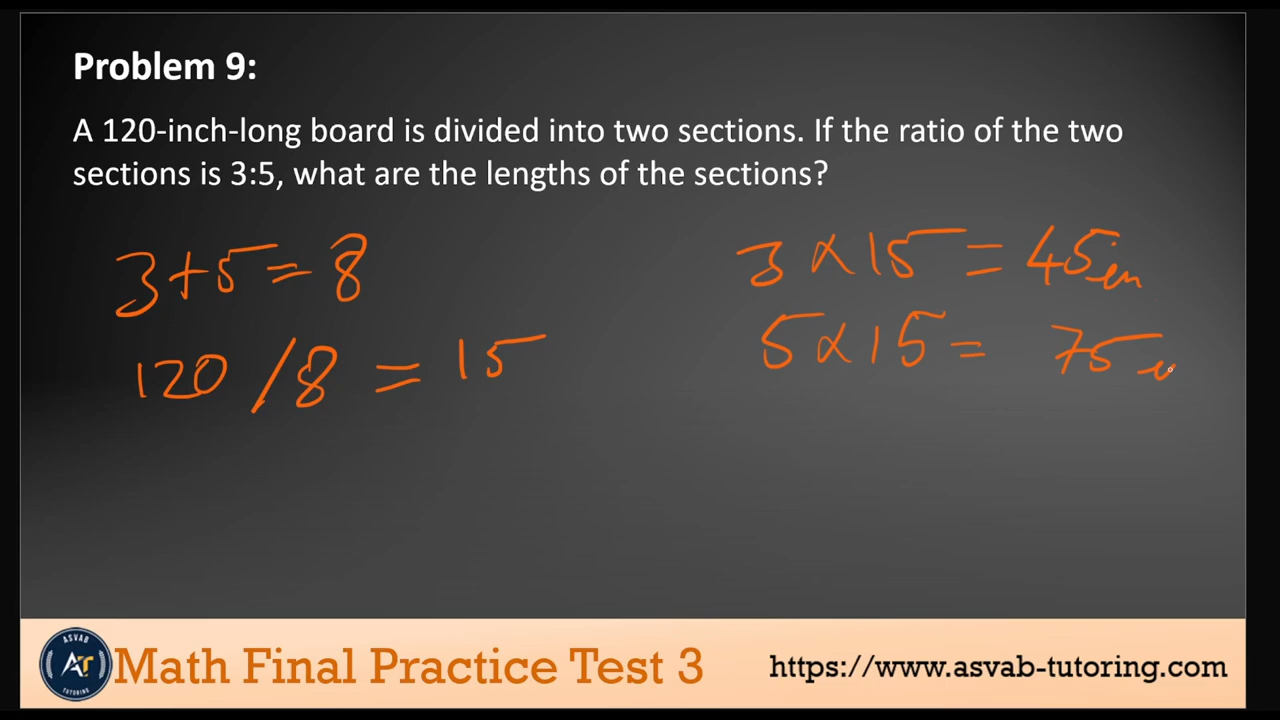 Problem 9:
A 120-inch-long board is divided into two sections. If the ratio of the two
sections is 3:5, what are the lengths of the sections?
3+5=8
120/8=15
3×15=45in
5×15=75 i
ASVAB
AT
TUTORING
Math Final Practice Test 3
https://www.asvab-tutoring.com